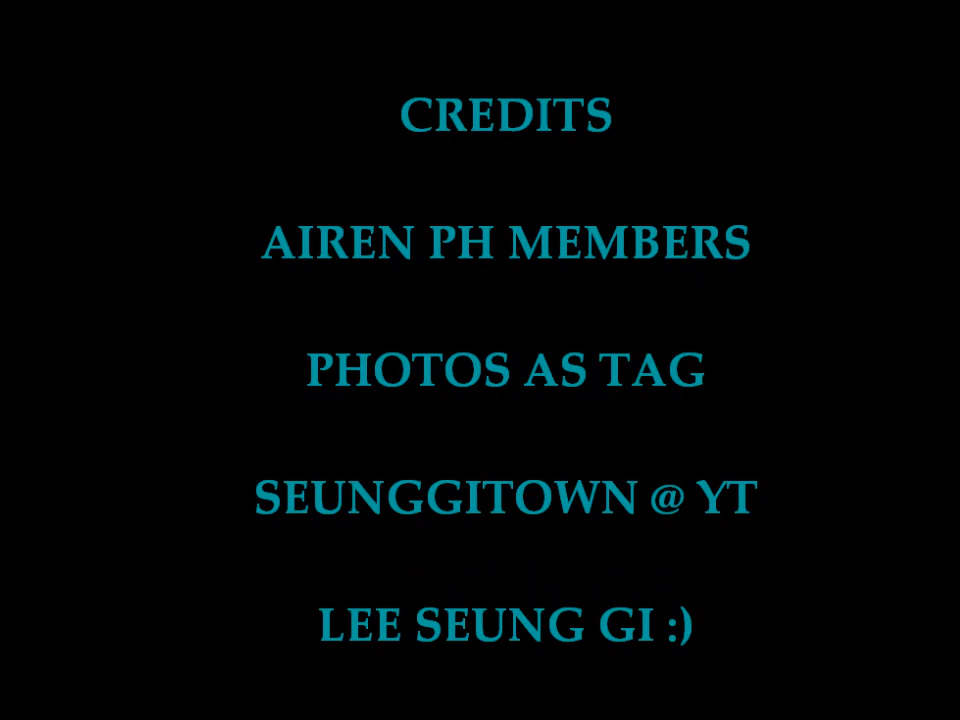 CREDITS
AIREN PH MEMBERS
PHOTOS AS TAG
SEUNGGITOWN @ YT
LEE SEUNG GI :)